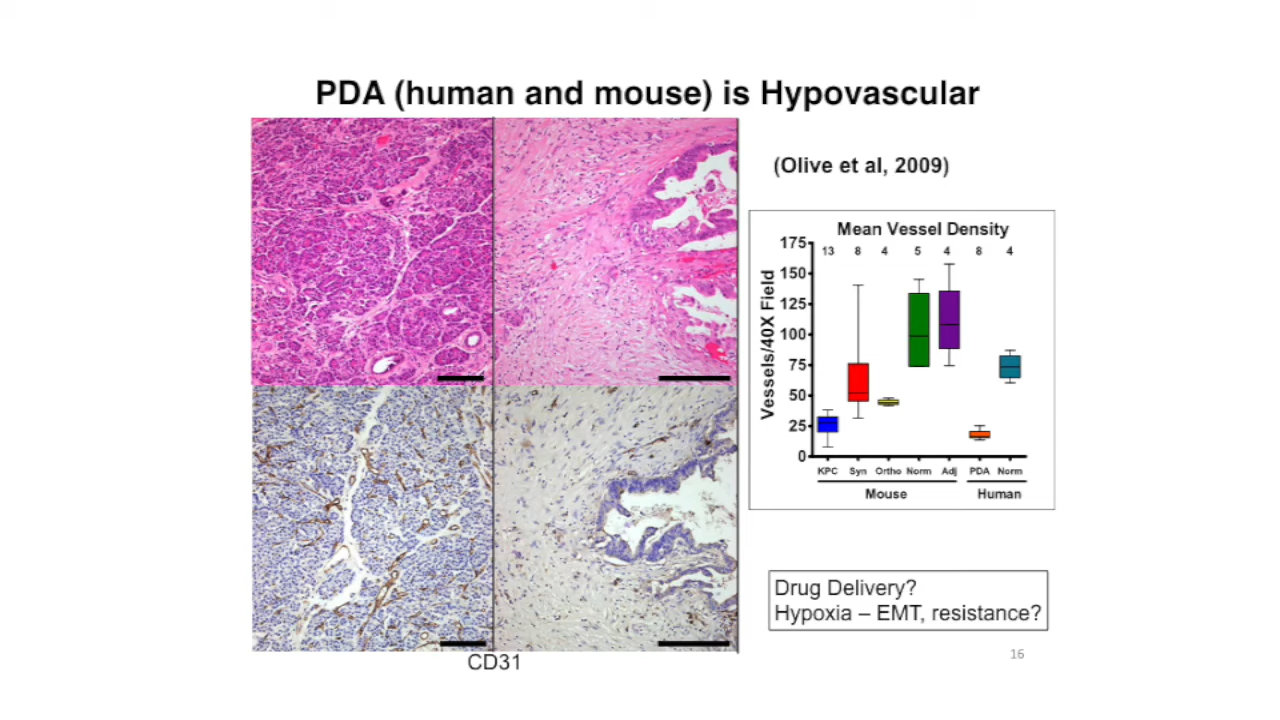 PDA (human and mouse) is Hypovascular
(Olive et al, 2009)
Mean Vessel Density
13 8 4 5 4 8 4
Vessels/40X Field
175
150
125
100
75
50
25
0
KPC Syn Ortho Norm Adj PDA Norm
Mouse Human
Drug Delivery?
Hypoxia – EMT, resistance?
CD31
16